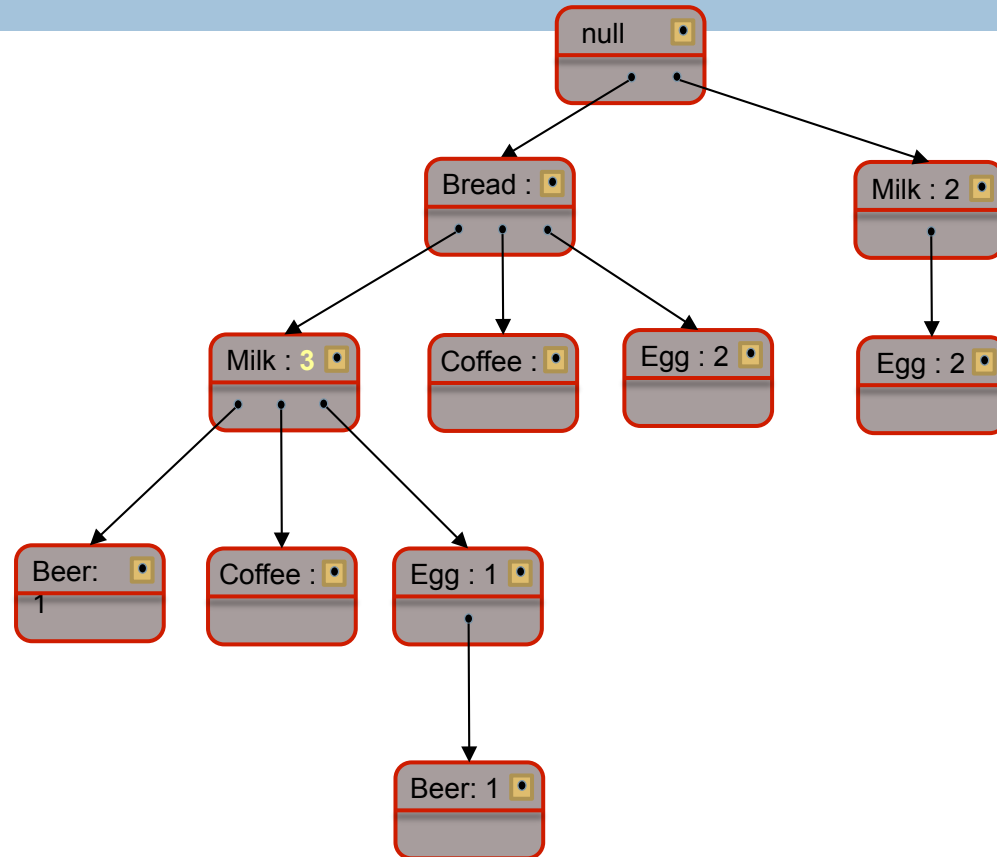 null
Bread :
Milk : 2
Milk : 3
Coffee :
Egg : 2
Egg : 2
Beer:
1
Coffee :
Egg : 1
Beer: 1